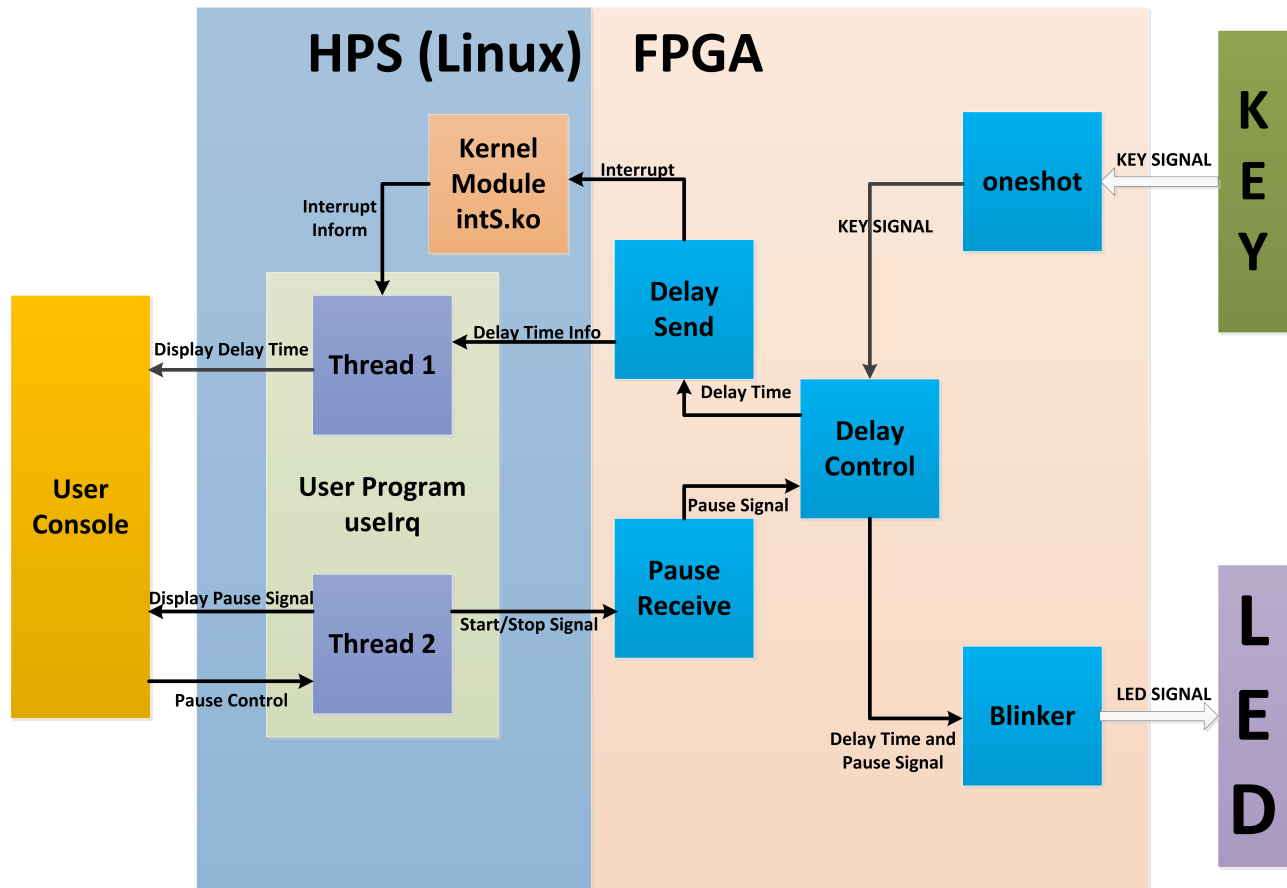 HPS (Linux)
FPGA
K
E
Y
Kernel
Module
intS.ko
Interrupt
oneshot
KEY SIGNAL
Interrupt
Inform
KEY SIGNAL
Delay
Send
Delay Time Info
Thread 1
Display Delay Time
Delay Time
Delay
Control
User
Console
User Program
useIrq
Pause Signal
Pause
Receive
Display Pause Signal
Thread 2
Start/Stop Signal
Pause Control
Blinker
LED SIGNAL
Delay Time and
Pause Signal
L
E
D